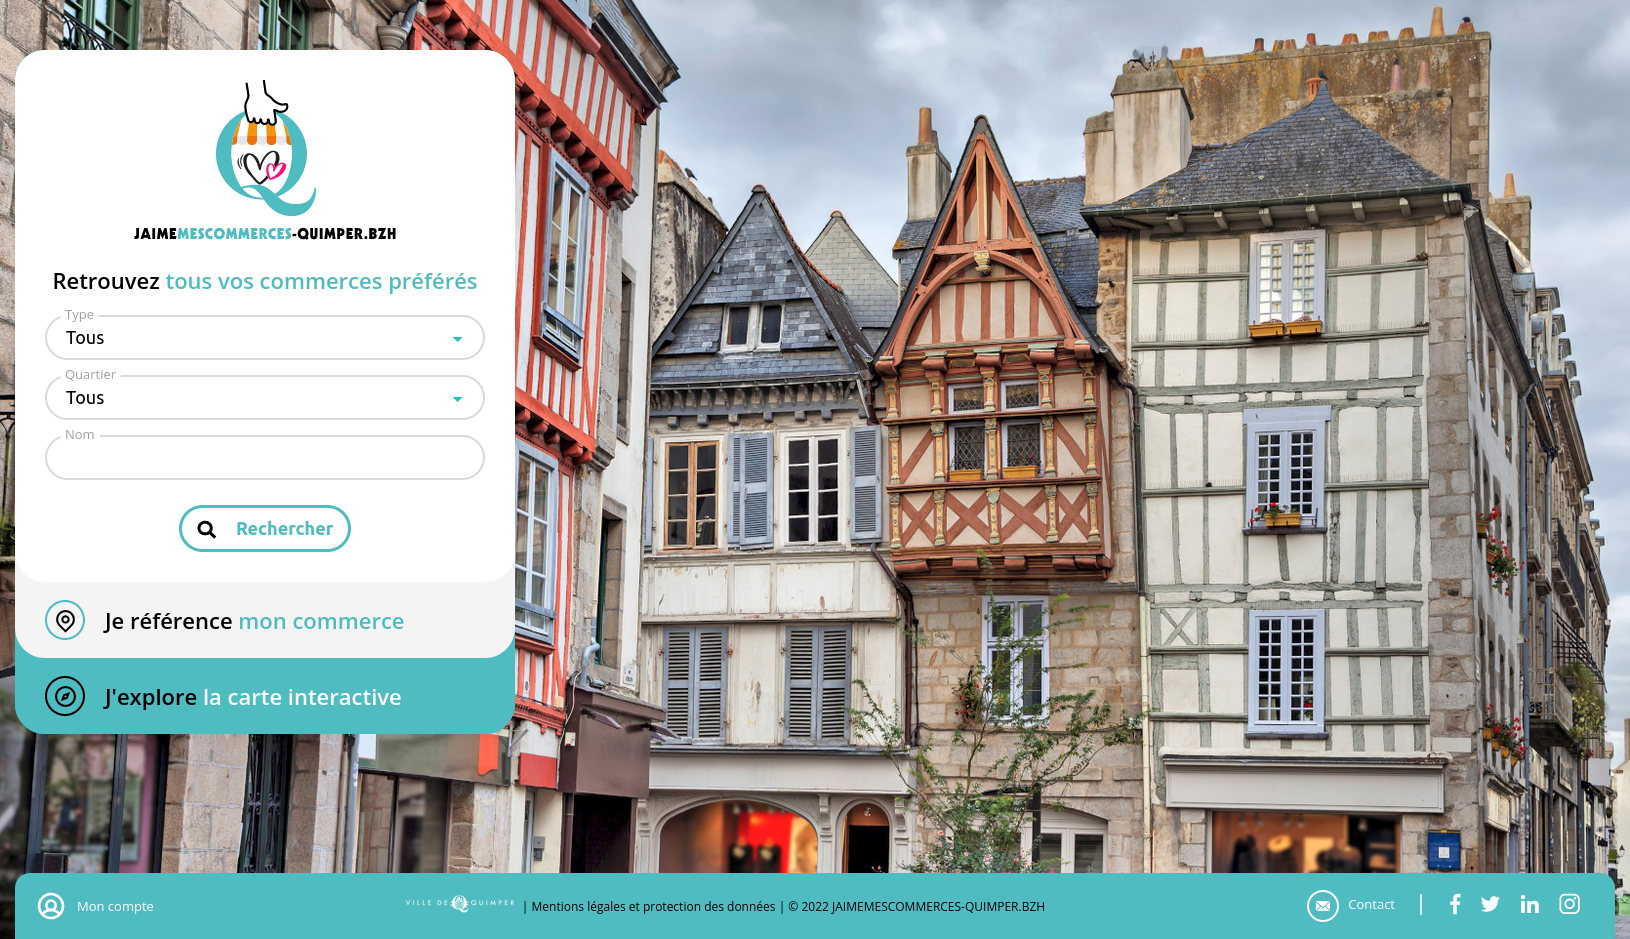 JAIMEMESCOMMERCES-QUIMPER.BZH
Retrouvez tous vos commerces préférés
Type
Tous
Quartier
Tous
Nom
Rechercher
Je référence mon commerce
J'explore la carte interactive
Mon compte
VILLE DE QUIMPER | Mentions légales et protection des données | © 2022 JAIMEMESCOMMERCES-QUIMPER.BZH
Contact |